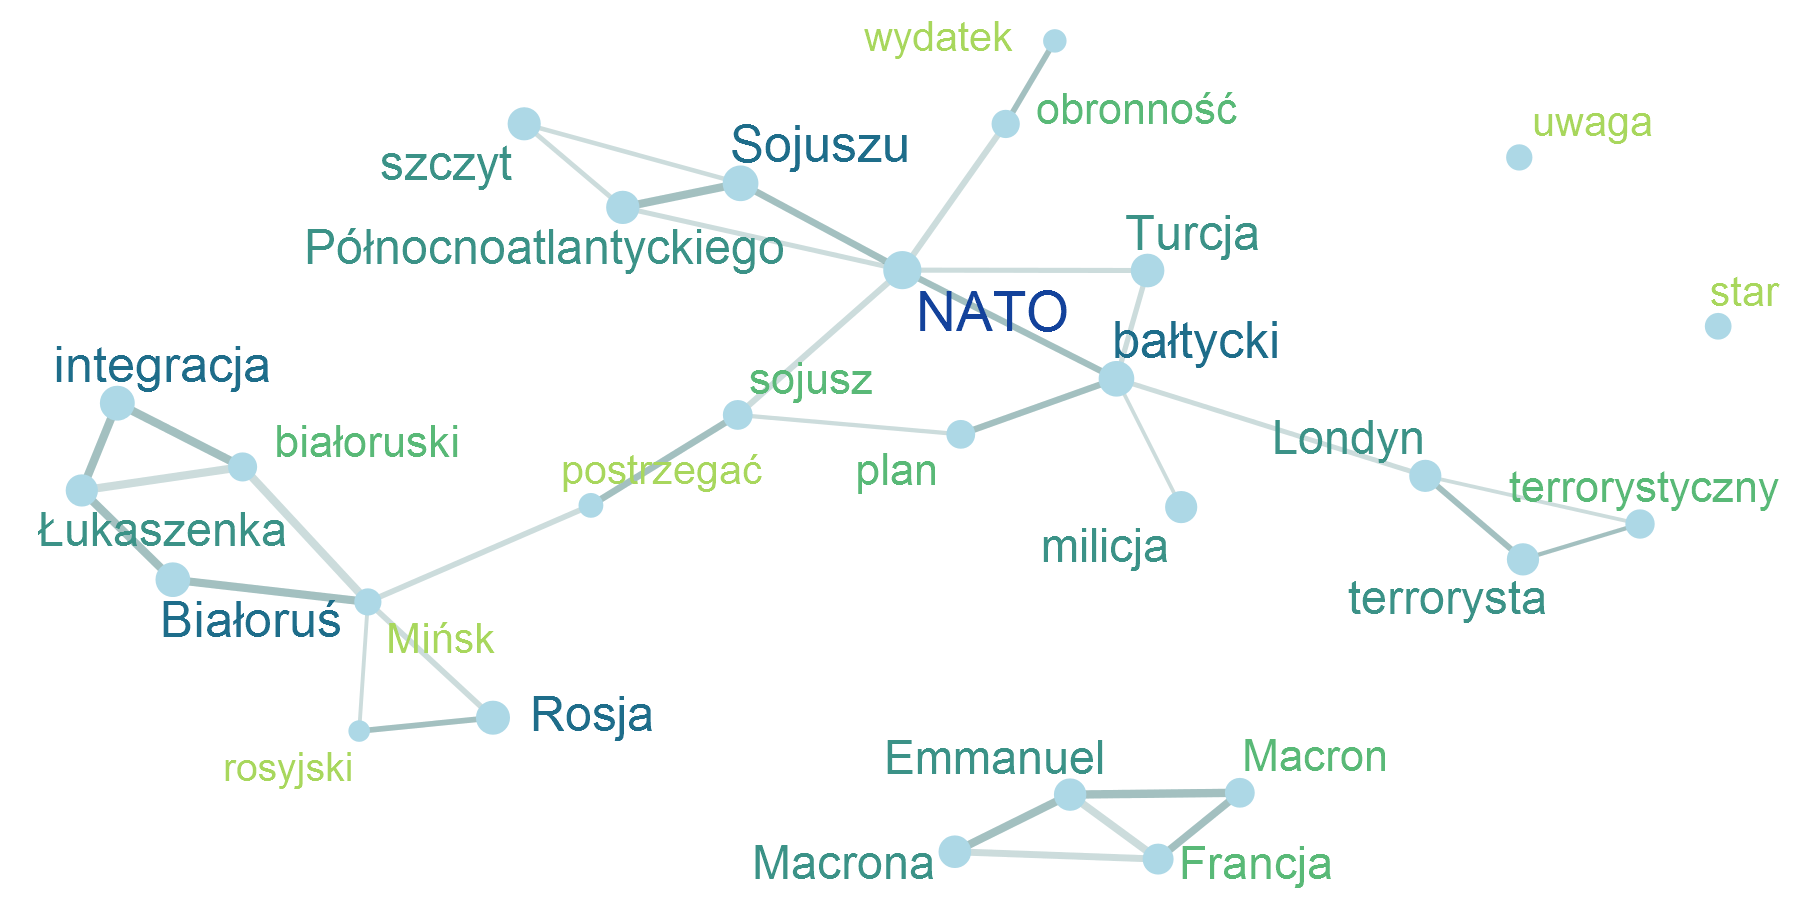 wydatek
obronność
uwaga
Sojuszu
szczyt
Północnoatlantyckiego
Turcja
star
NATO
bałtycki
integracja
sojusz
białoruski
Londyn
postrzegać
plan
terrorystyczny
Łukaszenka
milicja
terrorysta
Białoruś
Mińsk
Rosja
rosyjski
Emmanuel
Macron
Macrona
Francja